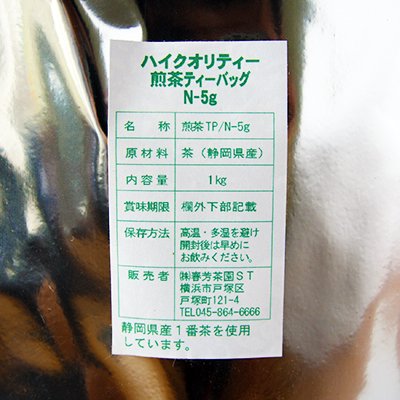 ハイクオリティー
煎茶ティーバッグ
N-5g
名称 煎茶TP/N-5g
原材料 茶(静岡県産)
内容量 1kg
賞味期限 欄外下部記載
保存方法 高温・多湿を避け
開封後は早めに
お飲みください。
販売者 ㈱春芳茶園ST
横浜市戸塚区
戸塚町121-4
TEL045-864-6666
静岡県産1番茶を使用
しています。